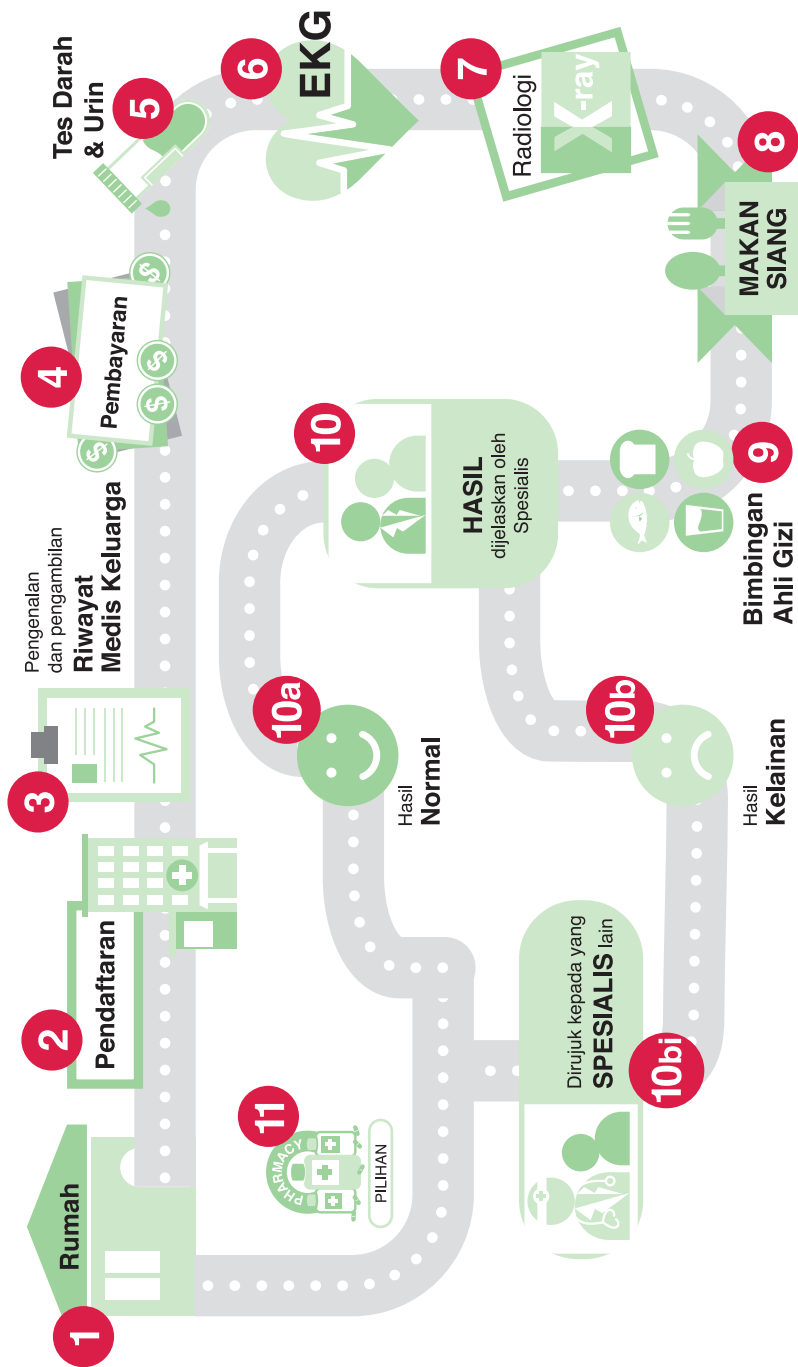 1
Rumah
2
Pendaftaran
3
Pengenalan
dan pengambilan
Riwayat
Medis Keluarga
4
Pembayaran
$
$
$
$
5
Tes Darah
& Urin
6
EKG
7
Radiologi
X-ray
8
MAKAN
SIANG
9
Bimbingan
Ahli Gizi
10
HASIL
dijelaskan oleh
Spesialis
10a
Hasil
Normal
10b
Hasil
Kelainan
10bi
Dirujuk kepada yang
SPESIALIS lain
11
PHARMACY
PILIHAN